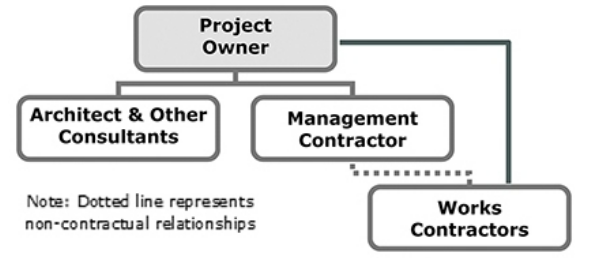 Project
Owner
Architect & Other
Consultants
Management
Contractor
Note: Dotted line represents
non-contractual relationships
Works
Contractors